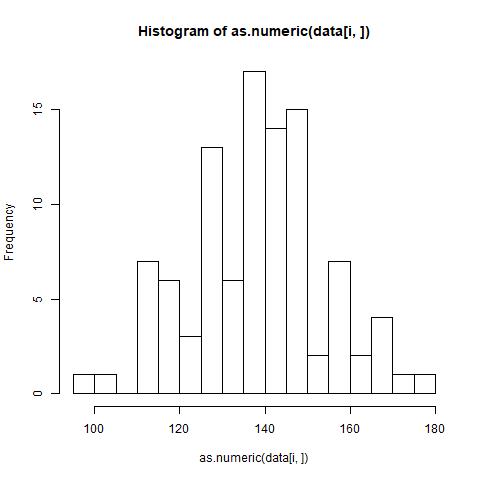 Histogram of as.numeric(data[i, ])
Frequency
15
10
5
0
100 120 140 160 180
as.numeric(data[i, ])